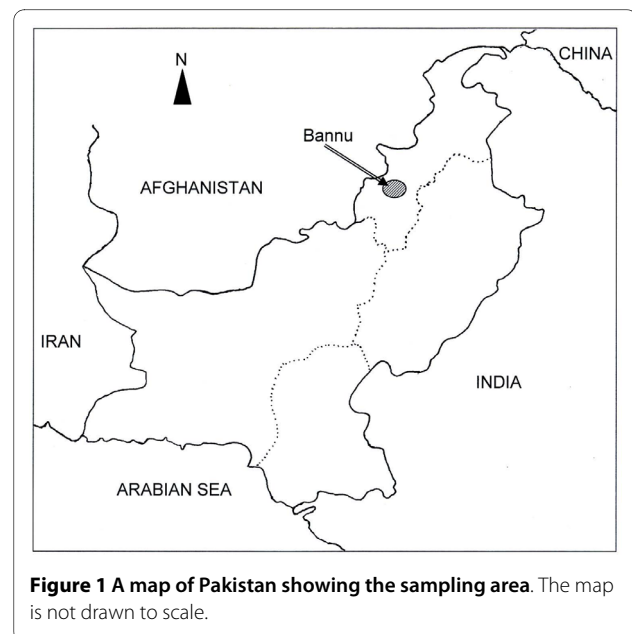 CHINA
N
Bannu
AFGHANISTAN
IRAN
INDIA
ARABIAN SEA
Figure 1 A map of Pakistan showing the sampling area. The map
is not drawn to scale.